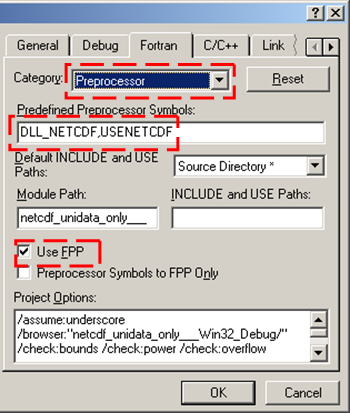 General Debug Fortran C/C++ Link
Category: Preprocessor Reset
Predefined Preprocessor Symbols:
DLL_NETCDF,USENETCDF
Default INCLUDE and USE
Paths: Source Directory *
Module Path: INCLUDE and USE Paths:
netcdf_unidata_only___
Use FPP
Preprocessor Symbols to FPP Only
Project Options:
/assume:underscore
/browser:"netcdf_unidata_only___Win32_Debug/"
/check:bounds /check:power /check:overflow
OK Cancel